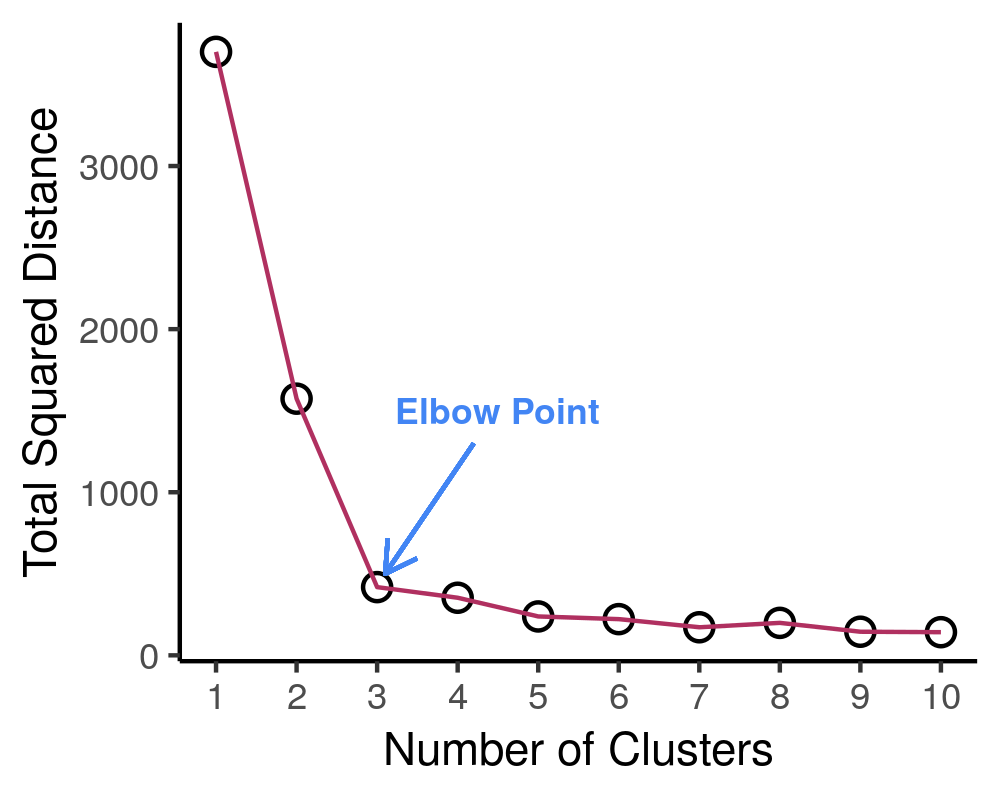 Total Squared Distance
3000
2000
1000
0
Elbow Point
1 2 3 4 5 6 7 8 9 10
Number of Clusters